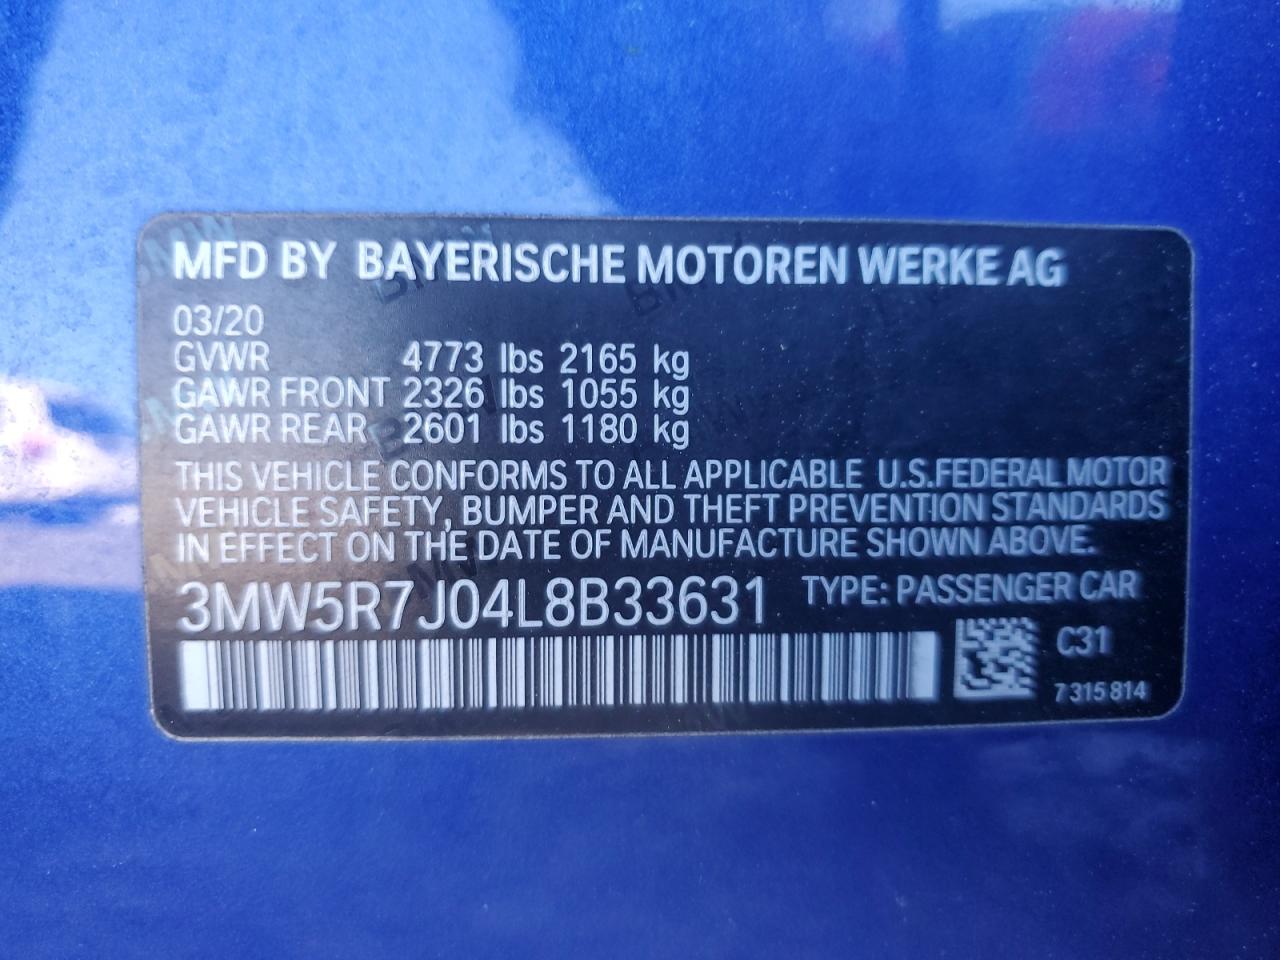 MFD BY BAYERISCHE MOTOREN WERKE AG
03/20
GVWR 4773 lbs 2165 kg
GAWR FRONT 2326 lbs 1055 kg
GAWR REAR 2601 lbs 1180 kg
THIS VEHICLE CONFORMS TO ALL APPLICABLE U.S.FEDERAL MOTOR
VEHICLE SAFETY, BUMPER AND THEFT PREVENTION STANDARDS
IN EFFECT ON THE DATE OF MANUFACTURE SHOWN ABOVE.
3MW5R7J04L8B33631 TYPE: PASSENGER CAR
C31
7 315 814